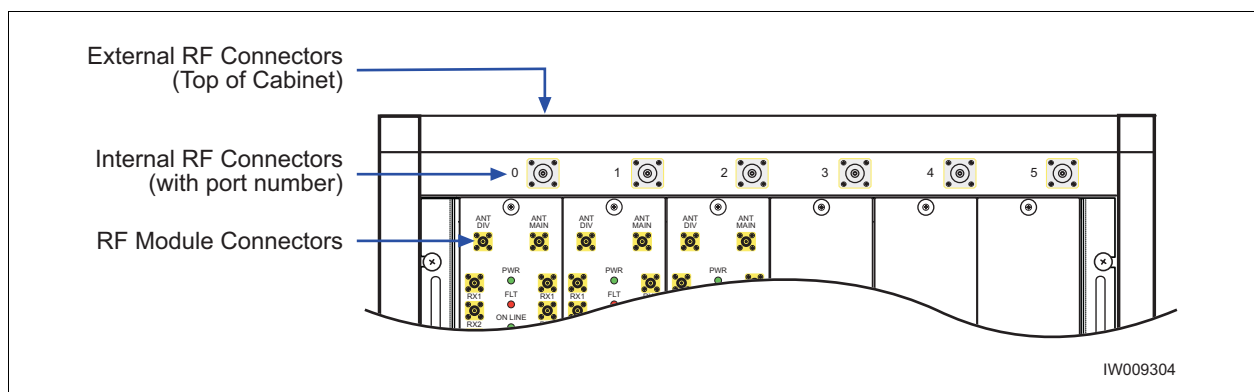 External RF Connectors
(Top of Cabinet)
Internal RF Connectors
(with port number)
0 1 2 3 4 5
RF Module Connectors
ANT DIV ANT MAIN ANT DIV ANT MAIN ANT DIV ANT MAIN
PWR PWR PWR
RX1 FLT RX1 RX1 FLT
RX2 ON LINE
IW009304